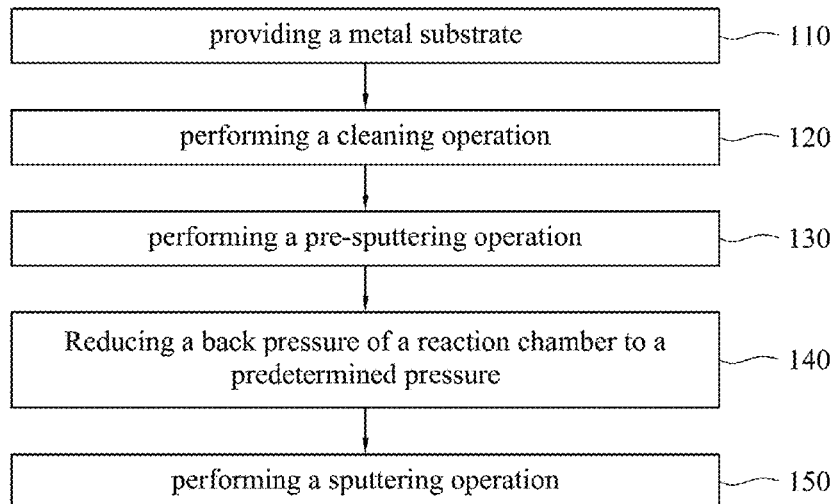 providing a metal substrate 110
performing a cleaning operation 120
performing a pre-sputtering operation 130
Reducing a back pressure of a reaction chamber to a
predetermined pressure 140
performing a sputtering operation 150